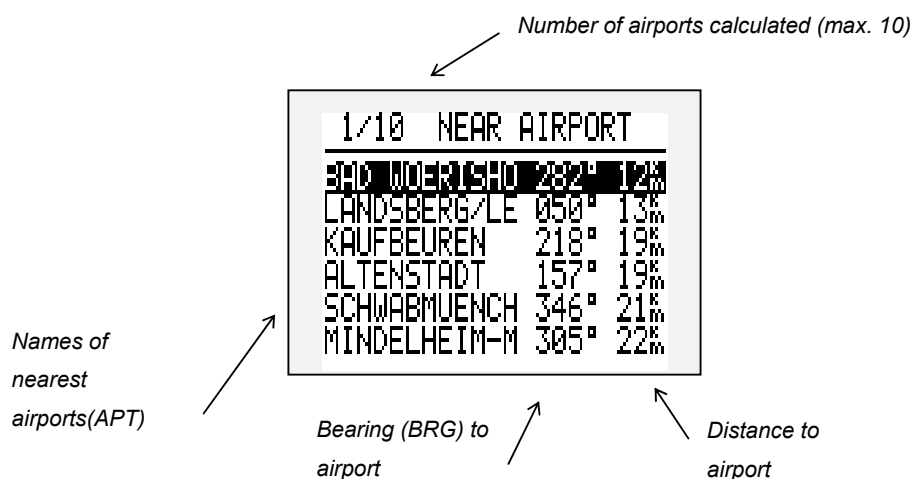 Number of airports calculated (max. 10)
1/10 NEAR AIRPORT
BAD WOERISHO 282° 12km
LANDSBERG/LE 050° 13km
KAUFBEUREN 218° 19km
ALTENSTADT 157° 19km
SCHWABMUENCH 346° 21km
MINDELHEIM-M 305° 22km
Names of
nearest
airports(APT)
Bearing (BRG) to
airport
Distance to
airport